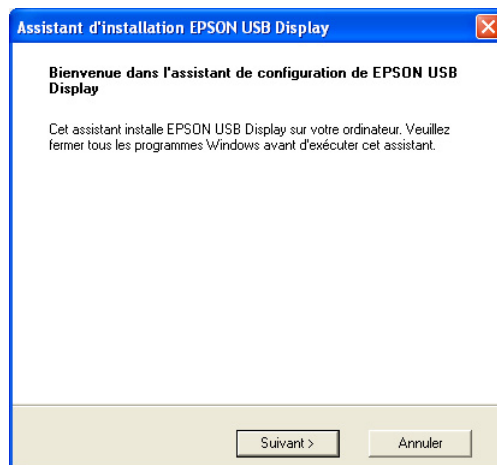 Assistant d'installation EPSON USB Display
Bienvenue dans l'assistant de configuration de EPSON USB
Display
Cet assistant installe EPSON USB Display sur votre ordinateur. Veuillez
fermer tous les programmes Windows avant d'exécuter cet assistant.
Suivant >
Annuler